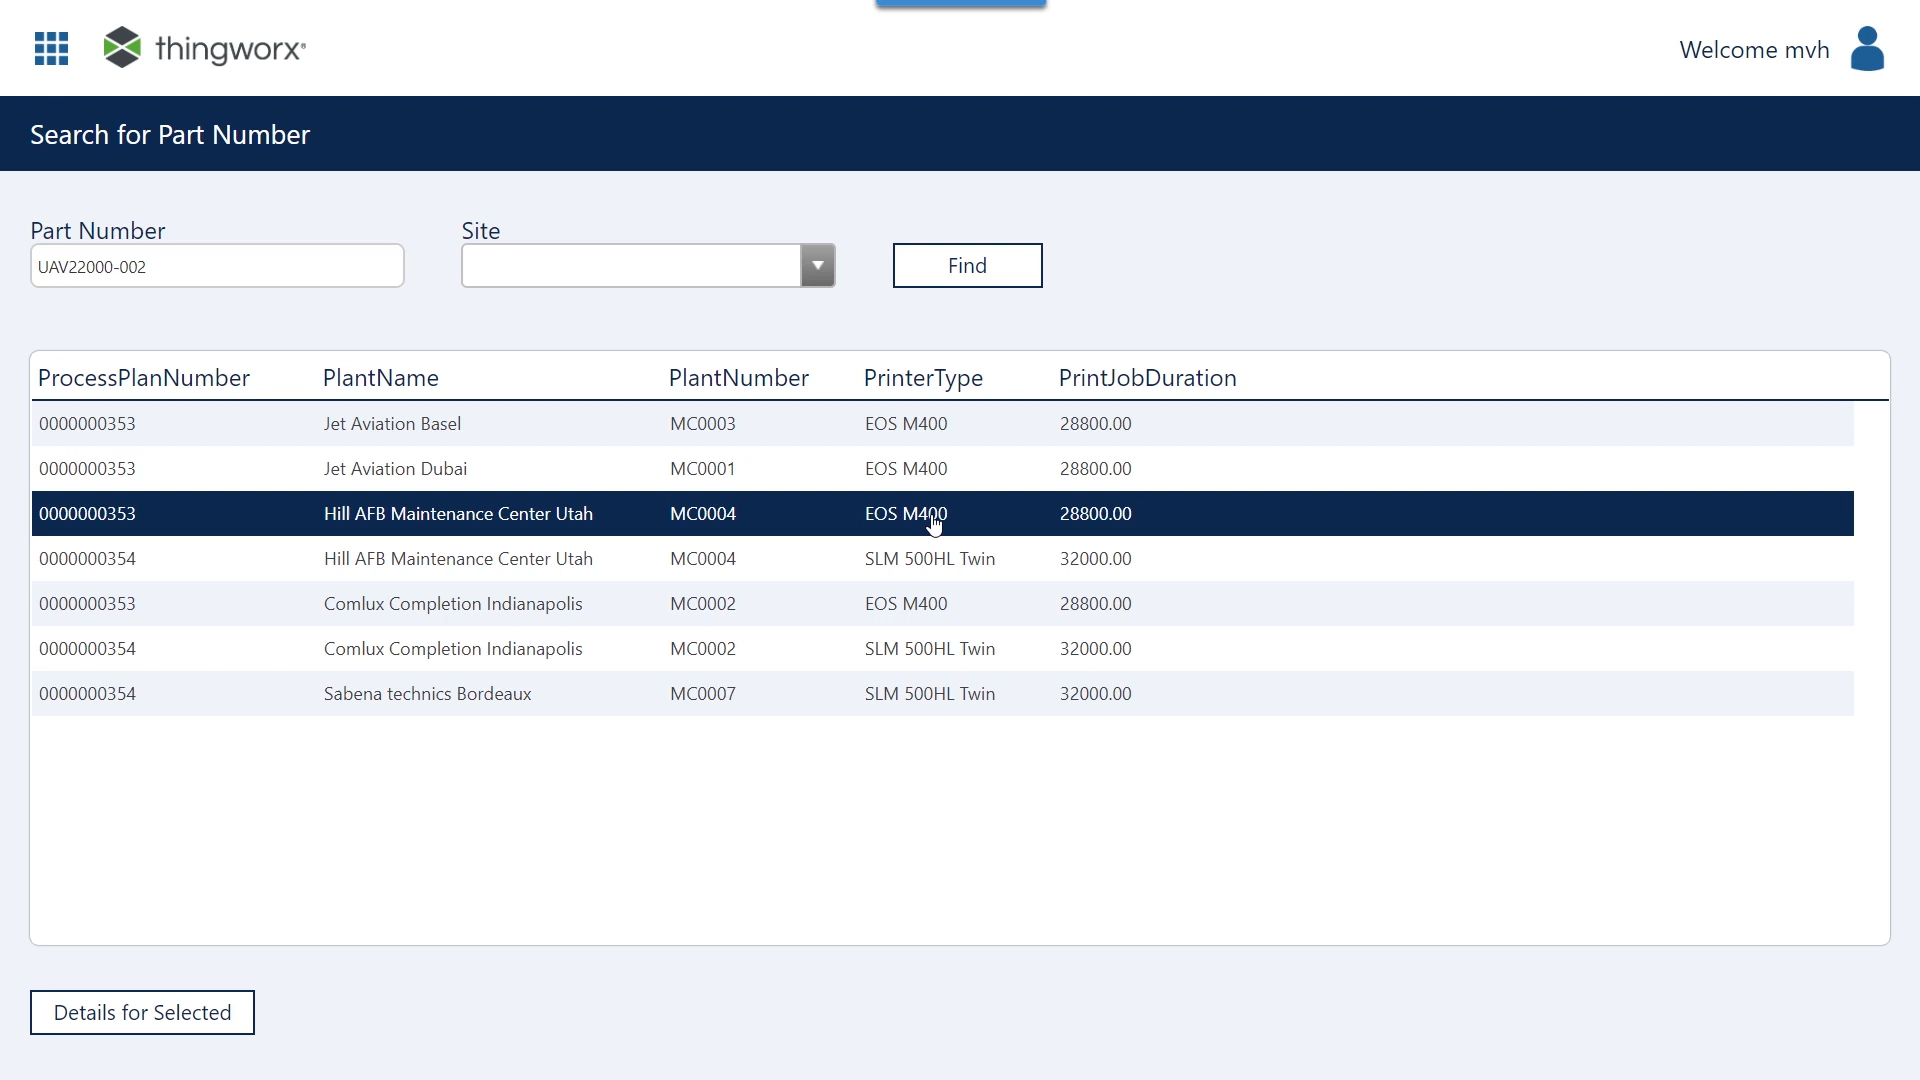 thingworx®
Welcome mvh
Search for Part Number
Part Number
Site
UAV22000-002
Find
ProcessPlanNumber PlantName PlantNumber PrinterType PrintJobDuration
0000000353 Jet Aviation Basel MC0003 EOS M400 28800.00
0000000353 Jet Aviation Dubai MC0001 EOS M400 28800.00
0000000353 Hill AFB Maintenance Center Utah MC0004 EOS M400 28800.00
0000000354 Hill AFB Maintenance Center Utah MC0004 SLM 500HL Twin 32000.00
0000000353 Comlux Completion Indianapolis MC0002 EOS M400 28800.00
0000000354 Comlux Completion Indianapolis MC0002 SLM 500HL Twin 32000.00
0000000354 Sabena technics Bordeaux MC0007 SLM 500HL Twin 32000.00
Details for Selected